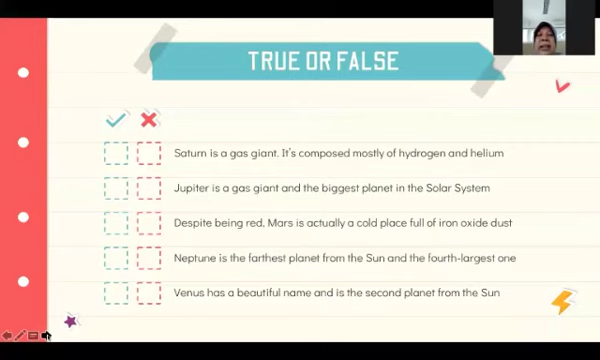 TRUE OR FALSE
Saturn is a gas giant. It's composed mostly of hydrogen and helium
Jupiter is a gas giant and the biggest planet in the Solar System
Despite being red, Mars is actually a cold place full of iron oxide dust
Neptune is the farthest planet from the Sun and the fourth-largest one
Venus has a beautiful name and is the second planet from the Sun